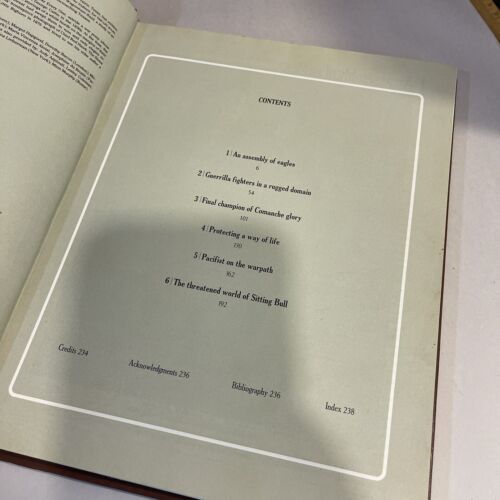 CONTENTS
1 | An assembly of eagles
6
2 | Guerrilla fighters in a rugged domain
54
3 | Final champion of Comanche glory
101
4 | Protecting a way of life
130
5 | Pacifist on the warpath
162
6 | The threatened world of Sitting Bull
192
Credits 234
Acknowledgments 236
Bibliography 236
Index 238